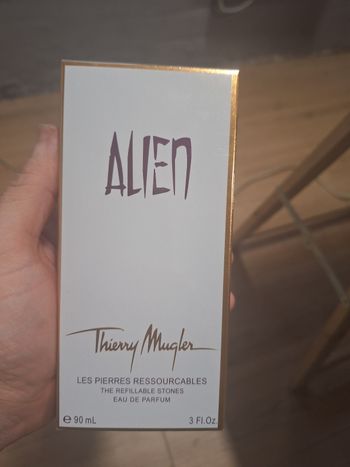 ALIEN
Thierry Mugler
LES PIERRES RESSOURCABLES
THE REFILLABLE STONES
EAU DE PARFUM
℮ 90 mL 3 Fl.Oz